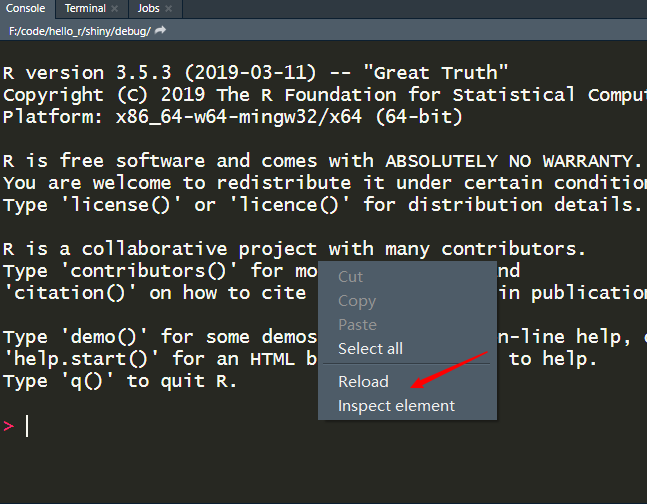 Console Terminal Jobs
F:/code/hello_r/shiny/debug/
R version 3.5.3 (2019-03-11) -- "Great Truth"
Copyright (C) 2019 The R Foundation for Statistical Comput
Platform: x86_64-w64-mingw32/x64 (64-bit)
R is free software and comes with ABSOLUTELY NO WARRANTY.
You are welcome to redistribute it under certain condition
Type 'license()' or 'licence()' for distribution details.
R is a collaborative project with many contributors.
Type 'contributors()' for mo nd
'citation()' on how to cite in publication
Type 'demo()' for some demos n-line help, o
'help.start()' for an HTML b to help.
Type 'q()' to quit R.
>
Cut
Copy
Paste
Select all
Reload
Inspect element